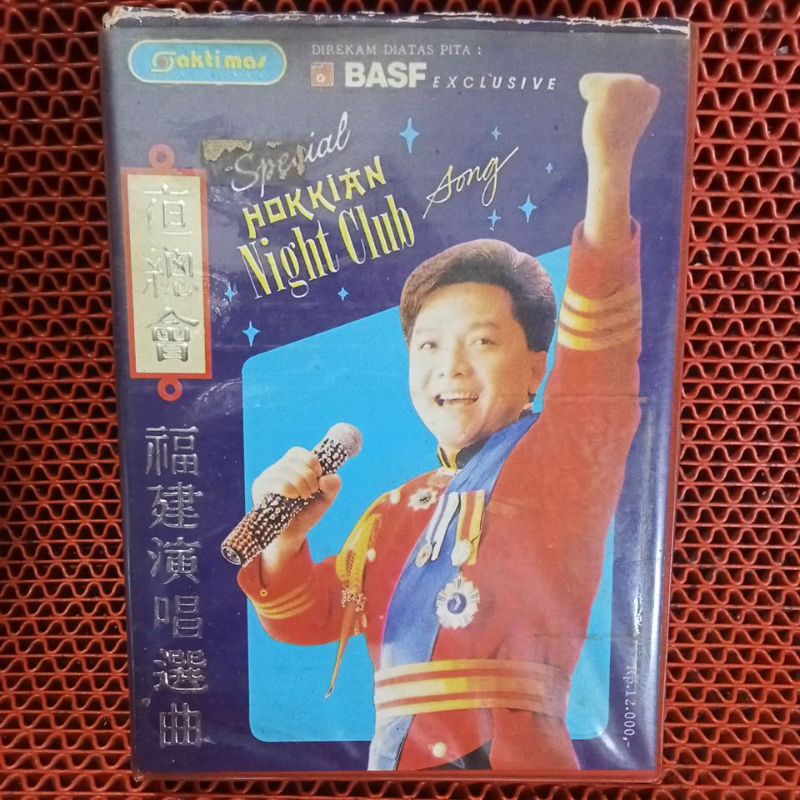 Saktimas
DIREKAM DIATAS PITA :
BASF EXCLUSIVE
Special
HOKKIAN
Night Club
Song
夜總會
福建演唱選曲
Rp.12.000,-